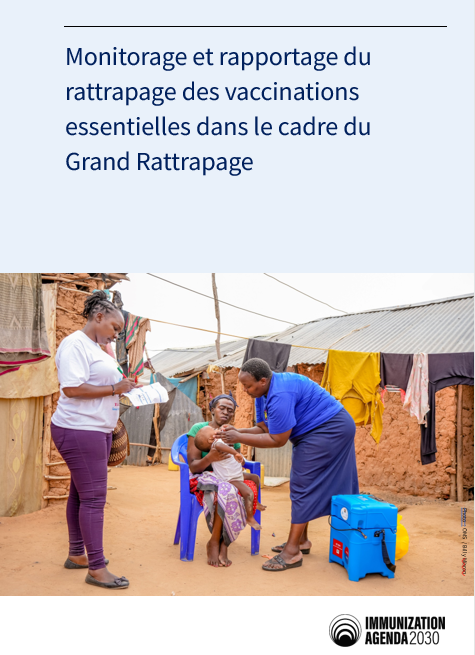 Monitorage et rapportage du
rattrapage des vaccinations
essentielles dans le cadre du
Grand Rattrapage
IMMUNIZATION
AGENDA2030